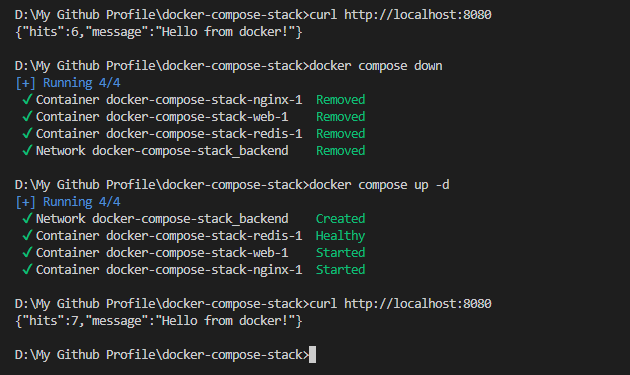 D:\My Github Profile\docker-compose-stack>curl http://localhost:8080
{"hits":6,"message":"Hello from docker!"}
D:\My Github Profile\docker-compose-stack>docker compose down
[+] Running 4/4
✓ Container docker-compose-stack-nginx-1 Removed
✓ Container docker-compose-stack-web-1 Removed
✓ Container docker-compose-stack-redis-1 Removed
✓ Network docker-compose-stack_backend Removed
D:\My Github Profile\docker-compose-stack>docker compose up -d
[+] Running 4/4
✓ Network docker-compose-stack_backend Created
✓ Container docker-compose-stack-redis-1 Healthy
✓ Container docker-compose-stack-web-1 Started
✓ Container docker-compose-stack-nginx-1 Started
D:\My Github Profile\docker-compose-stack>curl http://localhost:8080
{"hits":7,"message":"Hello from docker!"}
D:\My Github Profile\docker-compose-stack>